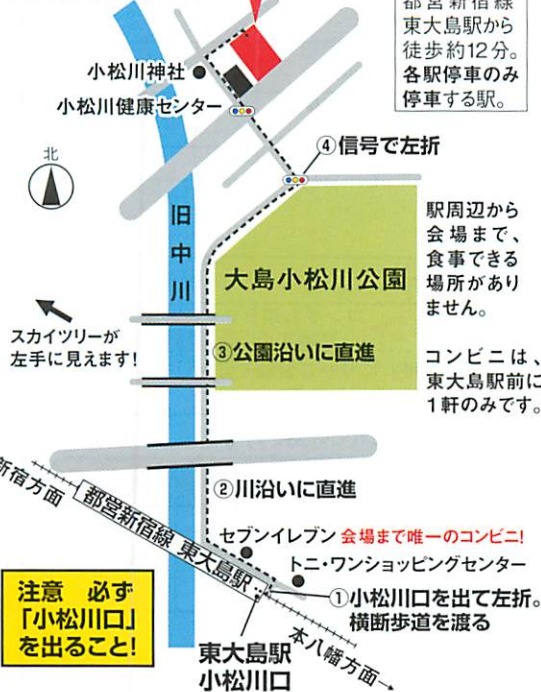 都営新宿線
東大島駅から
徒歩約12分。
各駅停車のみ
停車する駅。
小松川神社
小松川健康センター
④信号で左折
北
旧中川
大島小松川公園
駅周辺から
会場まで、
食事できる
場所があり
ません。
スカイツリーが
左手に見えます!
③公園沿いに直進
コンビニは、
東大島駅前に
1軒のみです。
新宿方面
②川沿いに直進
都営新宿線 東大島駅
セブンイレブン 会場まで唯一のコンビニ!
トニ・ワンショッピングセンター
注意 必ず
「小松川口」
を出ること!
①小松川口を出て左折。
横断歩道を渡る
東大島駅
小松川口
本八幡方面→